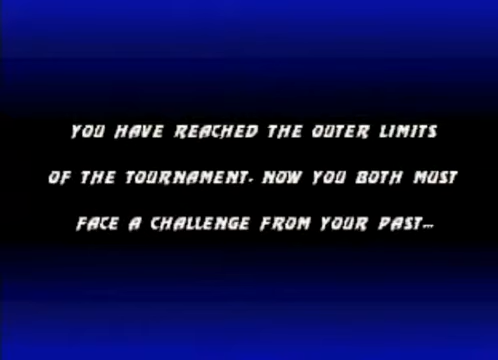 YOU HAVE REACHED THE OUTER LIMITS
OF THE TOURNAMENT. NOW YOU BOTH MUST
FACE A CHALLENGE FROM YOUR PAST...